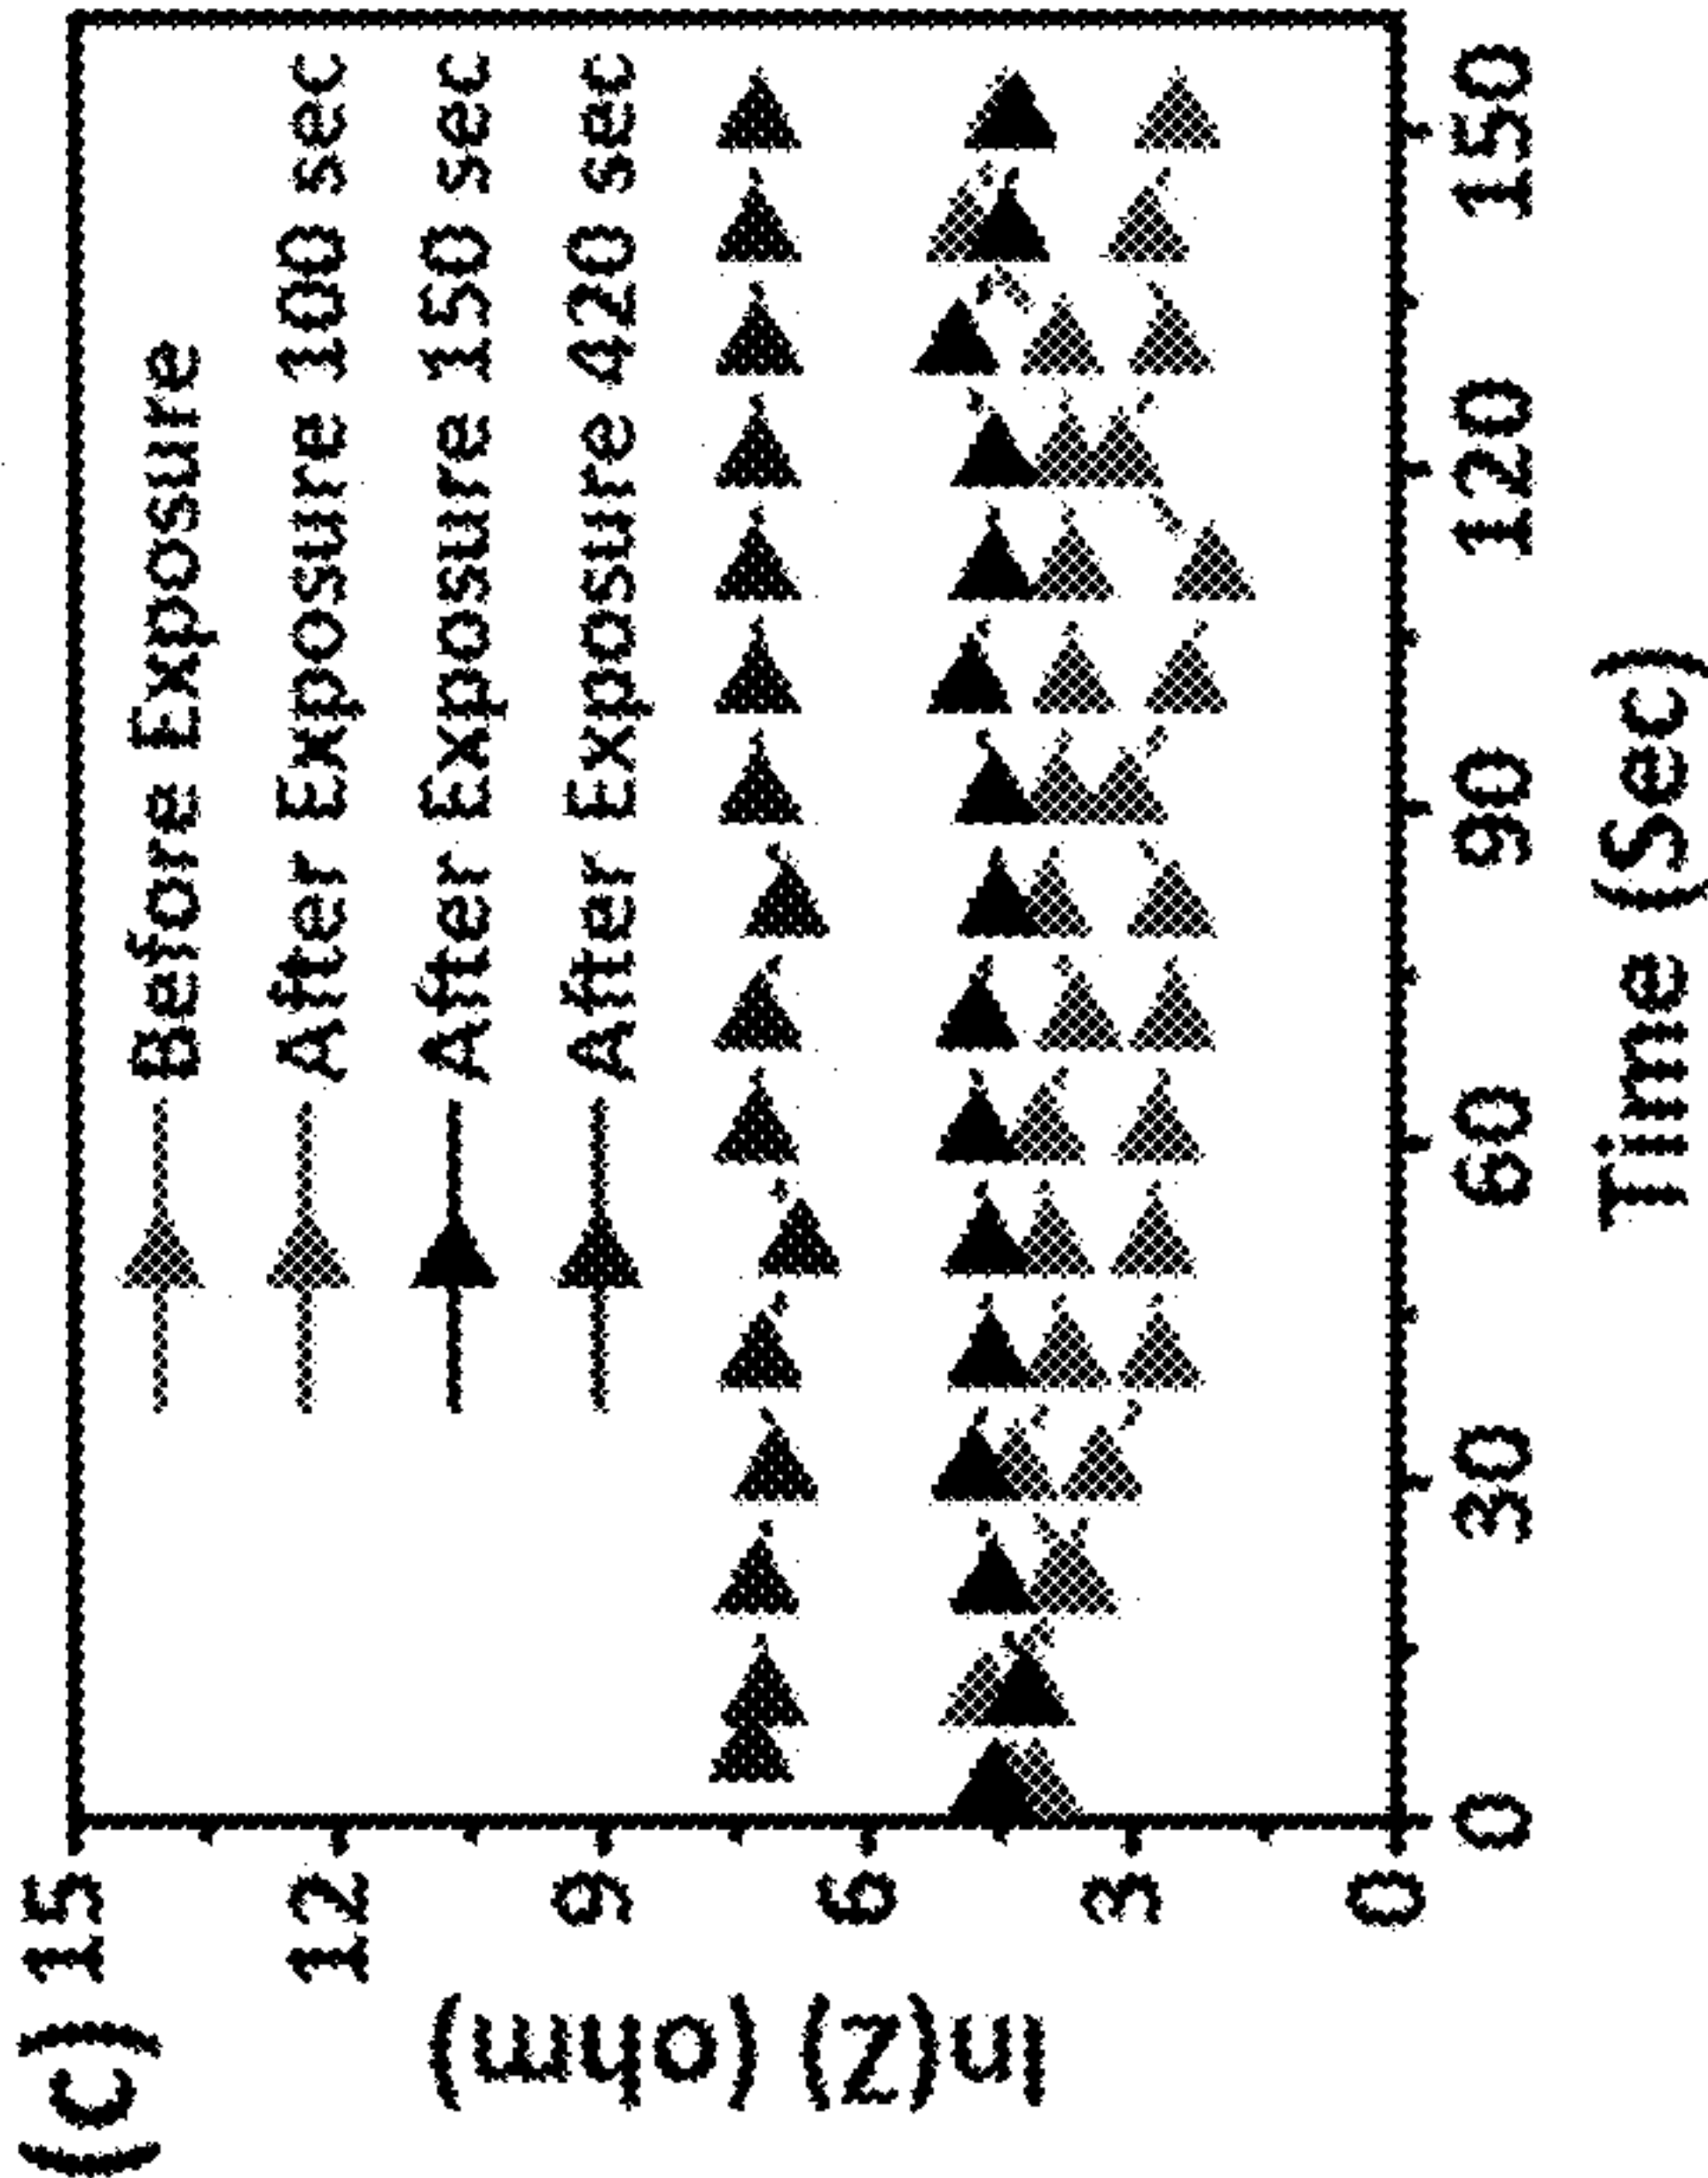 (c)
Before Exposure
After Exposure 100 sec
After Exposure 150 sec
After Exposure 420 sec
15
12
9
6
3
0
ln(Z) (ohm)
0 30 60 90 120 150
Time (Sec)